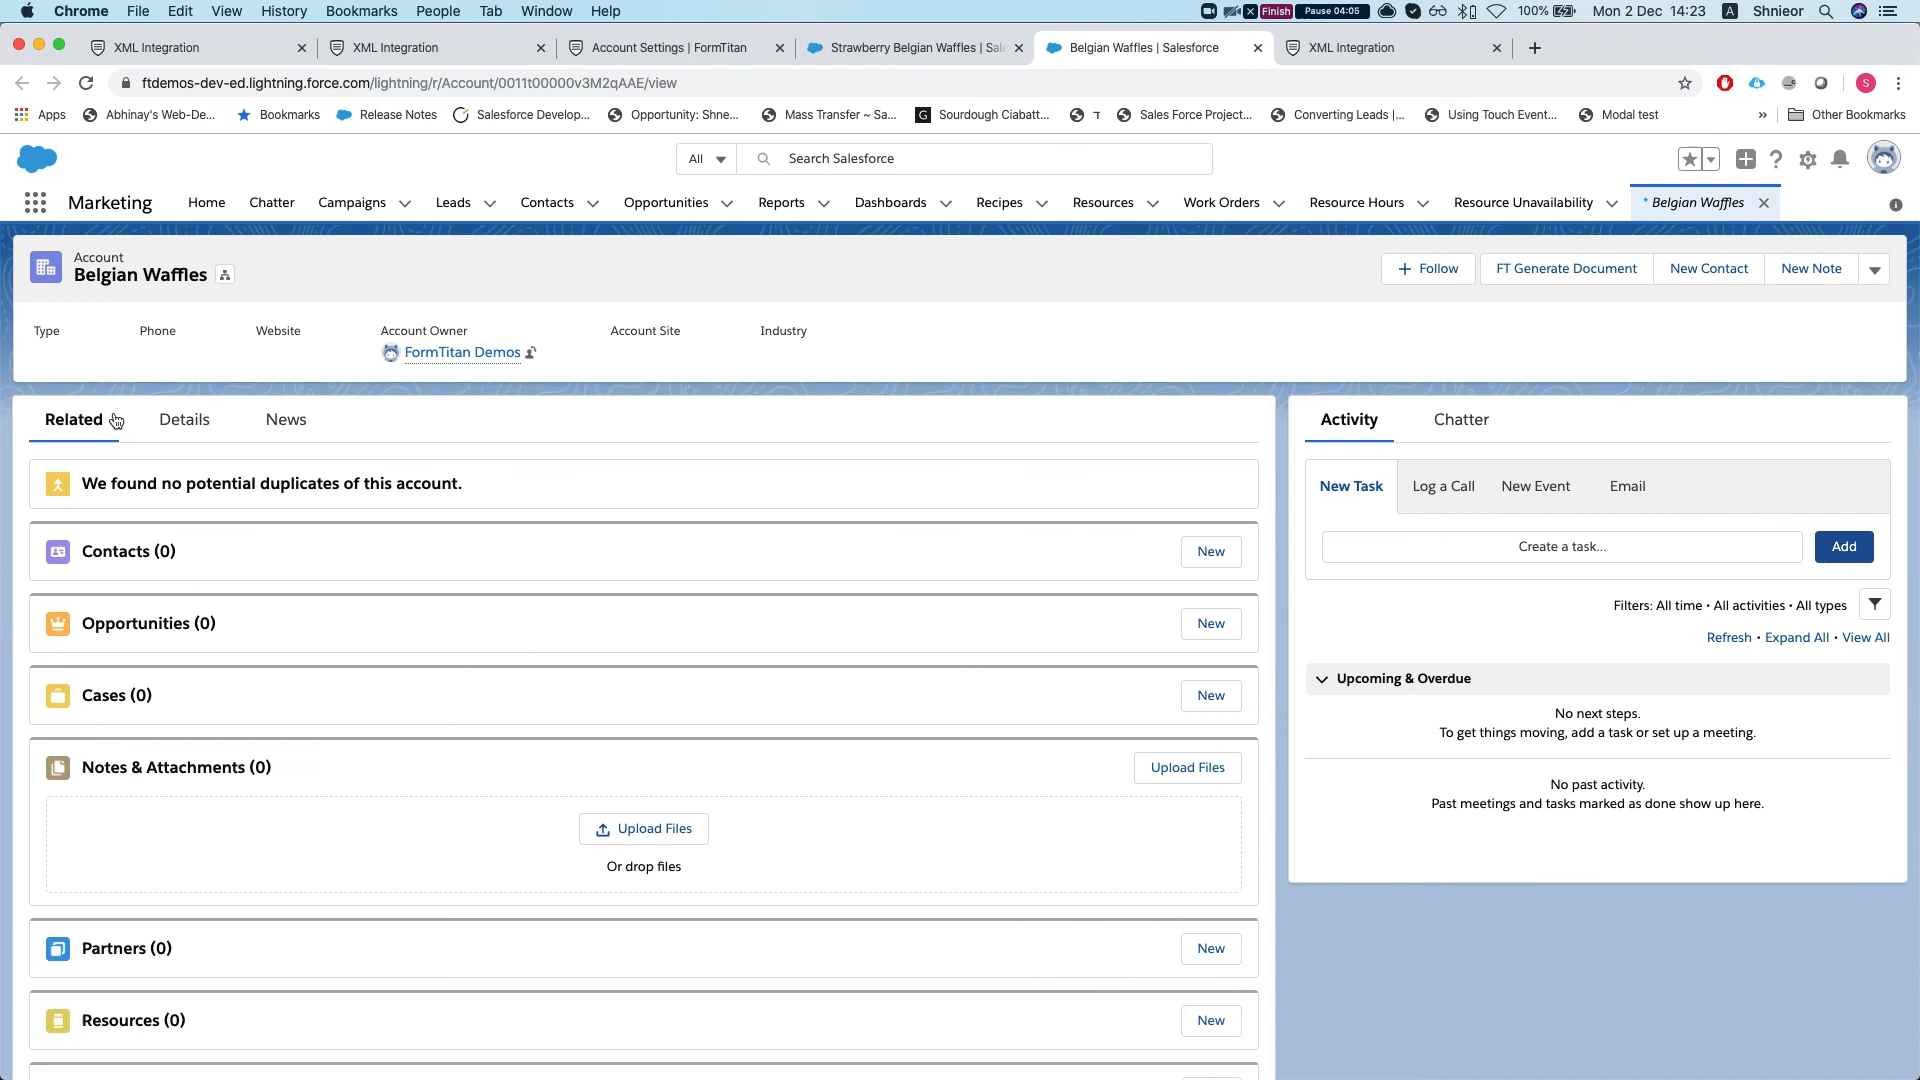 Chrome File Edit View History Bookmarks People Tab Window Help Finish Pause 04:05 100% Mon 2 Dec 14:23 A Shnieor
XML Integration XML Integration Account Settings | FormTitan Strawberry Belgian Waffles | Sale Belgian Waffles | Salesforce XML Integration
ftdemos-dev-ed.lightning.force.com/lightning/r/Account/0011t00000v3M2qAAE/view S
Apps Abhinay's Web-De... Bookmarks Release Notes Salesforce Develop... Opportunity: Shne... Mass Transfer ~ Sa... G Sourdough Ciabatt... T Sales Force Project... Converting Leads |... Using Touch Event... Modal test » Other Bookmarks
All Search Salesforce
Marketing Home Chatter Campaigns Leads Contacts Opportunities Reports Dashboards Recipes Resources Work Orders Resource Hours Resource Unavailability * Belgian Waffles
Account
Belgian Waffles
Follow FT Generate Document New Contact New Note
Type Phone Website Account Owner Account Site Industry
FormTitan Demos
Related Details News
We found no potential duplicates of this account.
Contacts (0) New
Opportunities (0) New
Cases (0) New
Notes & Attachments (0) Upload Files
Upload Files
Or drop files
Partners (0) New
Resources (0) New
Activity Chatter
New Task Log a Call New Event Email
Create a task... Add
Filters: All time • All activities • All types
Refresh • Expand All • View All
Upcoming & Overdue
No next steps.
To get things moving, add a task or set up a meeting.
No past activity.
Past meetings and tasks marked as done show up here.